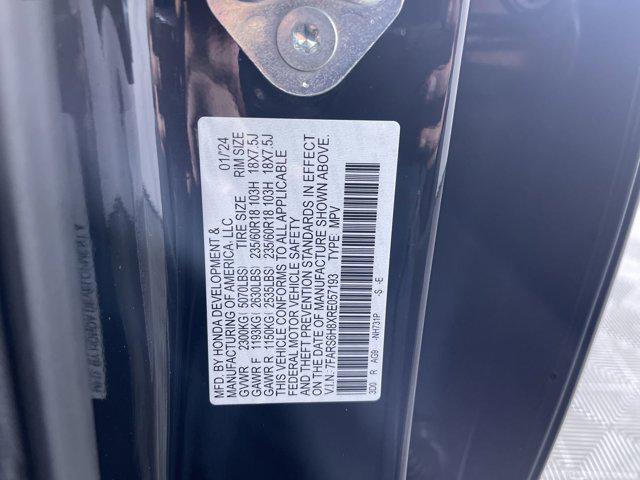 MFD. BY HONDA DEVELOPMENT & 01/'24
MANUFACTURING OF AMERICA, LLC
TIRE SIZE RIM SIZE
GVWR 2300KG( 5070LBS)
GAWR F 1193KG( 2630LBS) 235/60R18 103H 18X7.5J
GAWR R 1150KG( 2535LBS) 235/60R18 103H 18X7.5J
THIS VEHICLE CONFORMS TO ALL APPLICABLE
FEDERAL MOTOR VEHICLE SAFETY
AND THEFT PREVENTION STANDARDS IN EFFECT
ON THE DATE OF MANUFACTURE SHOWN ABOVE.
V.I.N.: 7FARS6H8XRE057193 TYPE: MPV
3D0 R AG9 -NH731P -S -E